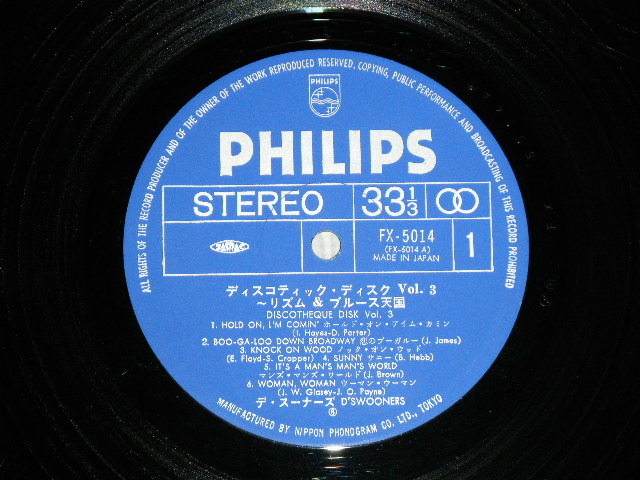 ALL RIGHTS OF THE RECORD PRODUCER AND OF THE OWNER OF THE WORK REPRODUCED RESERVED, COPYING, PUBLIC PERFORMANCE AND BROADCASTING OF THIS RECORD PROHIBITED
PHILIPS
PHILIPS
STEREO 33 1/3
FX-5014
(FX-5014 A)
MADE IN JAPAN
1
ディスコティック・ディスク Vol. 3
～リズム & ブルース天国
DISCOTHEQUE DISK Vol. 3
1. HOLD ON, I'M COMIN' ホールド・オン・アイム・カミン
(I. Hayes-D. Porter)
2. BOO-GA-LOO DOWN BROADWAY 恋のブーガルー (J. James)
3. KNOCK ON WOOD ノック・オン・ウッド
(E. Floyd-S. Cropper) 4. SUNNY サニー (B. Hebb)
5. IT'S A MAN'S MAN'S WORLD
マンズ・マンズ・ワールド (J. Brown)
6. WOMAN, WOMAN ウーマン・ウーマン
(J. W. Glasey-J. O. Payne)
デ・スーナーズ D'SWOONERS
MANUFACTURED BY NIPPON PHONOGRAM CO., LTD., TOKYO